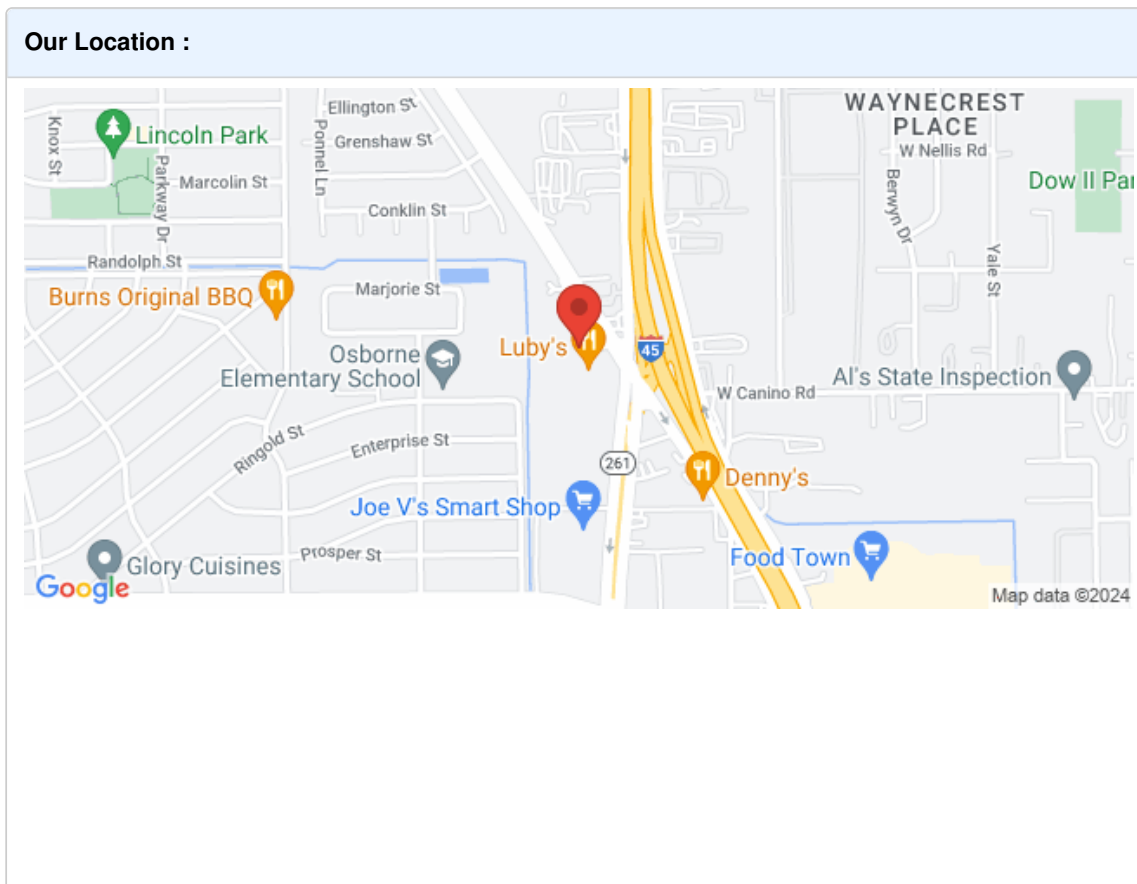 Our Location :
Ellington St
WAYNECREST
PLACE
Knox St
Lincoln Park
Ponnel Ln
Grenshaw St
W Nellis Rd
Parkway Dr
Marcolin St
Berwyn Dr
Dow II Par
Conklin St
Randolph St
Yale St
Burns Original BBQ
Marjorie St
Luby's
45
Osborne
Elementary School
Al's State Inspection
W Canino Rd
Ringold St
Enterprise St
261
Denny's
Joe V's Smart Shop
Prosper St
Food Town
Glory Cuisines
Google
Map data ©2024